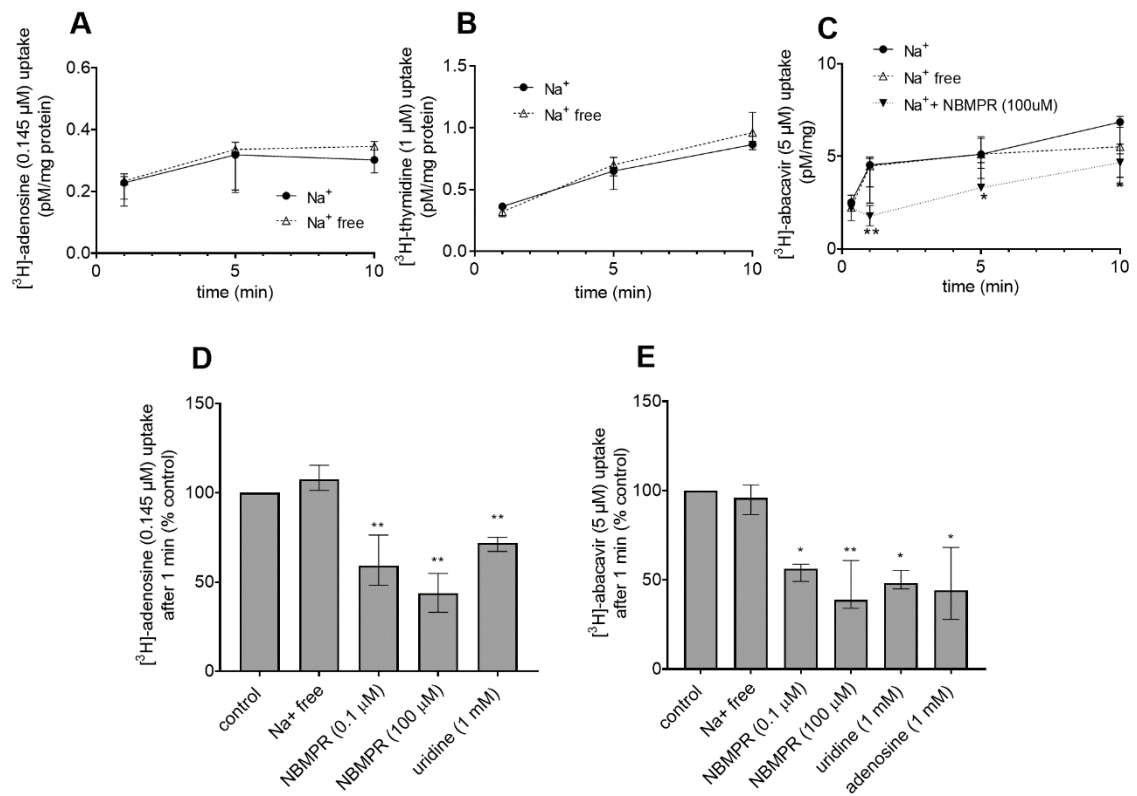 A
[³H]-adenosine (0.145 µM) uptake
(pM/mg protein)
0.6
0.4
0.2
0.0
0
5
10
time (min)
Na⁺
Na⁺ free
B
[³H]-thymidine (1 µM) uptake
(pM/mg protein)
1.5
1.0
0.5
0.0
0
5
10
time (min)
Na⁺
Na⁺ free
C
[³H]-abacavir (5 µM) uptake
(pM/mg)
10
5
0
0
5
10
time (min)
Na⁺
Na⁺ free
Na⁺ + NBMPR (100uM)
**
*
*
D
[³H]-adenosine (0.145 µM) uptake
after 1 min (% control)
150
100
50
0
**
**
**
control
Na+ free
NBMPR (0.1 µM)
NBMPR (100 µM)
uridine (1 mM)
E
[³H]-abacavir (5 µM) uptake
after 1 min (% control)
150
100
50
0
*
**
*
*
control
Na+ free
NBMPR (0.1 µM)
NBMPR (100 µM)
uridine (1 mM)
adenosine (1 mM)